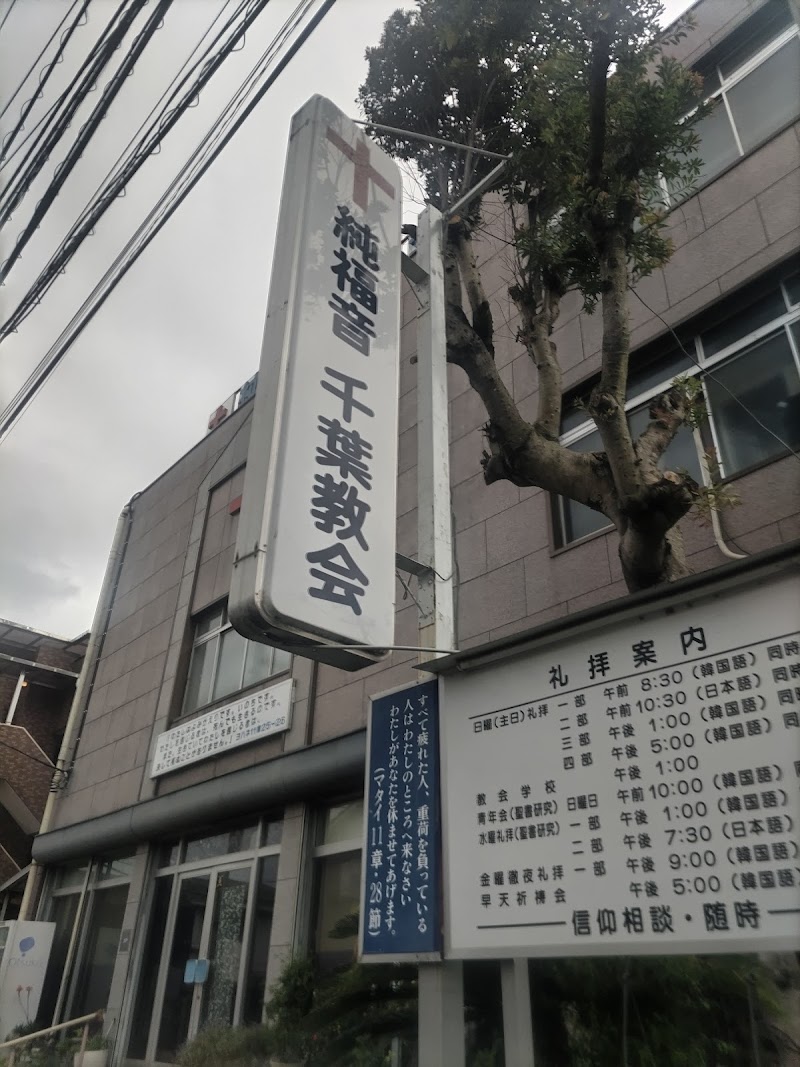 純福音 千葉教会
礼拝案内
日曜(主日)礼拝 一部 午前 8:30 (韓国語) 同時
二部 午前 10:30 (日本語) 同時
三部 午後 1:00 (韓国語) 同時
四部 午後 5:00 (韓国語) 同
教会学校 午後 1:00
青年会(聖書研究) 日曜日 午前 10:00 (韓国語)
水曜礼拝(聖書研究) 一部 午後 1:00 (韓国語)
二部 午後 7:30 (日本語)
金曜徹夜礼拝 一部 午後 9:00 (韓国語)
早天祈祷会 午後 5:00 (韓国語)
信仰相談・随時
すべて疲れた人、重荷を負っている
人はわたしのところへ来なさい
わたしがあなたを休ませてあげます。
(マタイ11章・28節)